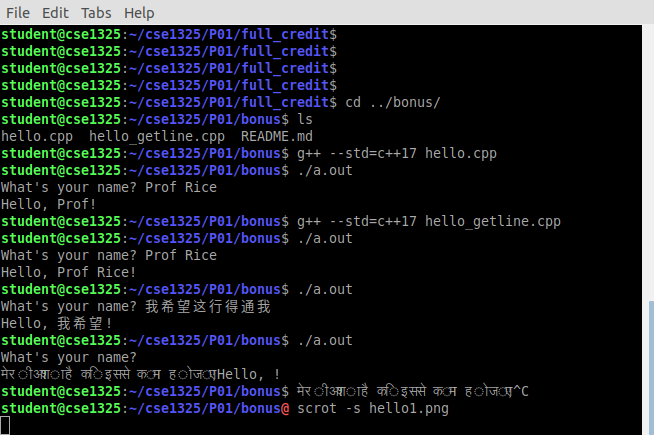 File Edit Tabs Help
student@cse1325:~/cse1325/P01/full_credit$
student@cse1325:~/cse1325/P01/full_credit$
student@cse1325:~/cse1325/P01/full_credit$
student@cse1325:~/cse1325/P01/full_credit$
student@cse1325:~/cse1325/P01/full_credit$ cd ../bonus/
student@cse1325:~/cse1325/P01/bonus$ ls
hello.cpp hello_getline.cpp README.md
student@cse1325:~/cse1325/P01/bonus$ g++ --std=c++17 hello.cpp
student@cse1325:~/cse1325/P01/bonus$ ./a.out
What's your name? Prof Rice
Hello, Prof!
student@cse1325:~/cse1325/P01/bonus$ g++ --std=c++17 hello_getline.cpp
student@cse1325:~/cse1325/P01/bonus$ ./a.out
What's your name? Prof Rice
Hello, Prof Rice!
student@cse1325:~/cse1325/P01/bonus$ ./a.out
What's your name? 我希望这行得通我
Hello, 我希望!
student@cse1325:~/cse1325/P01/bonus$ ./a.out
What's your name?
मेरी आशा है कि इससे काम हो जाएHello, !
student@cse1325:~/cse1325/P01/bonus$ मेरी आशा है कि इससे काम हो जाए^C
student@cse1325:~/cse1325/P01/bonus@ scrot -s hello1.png